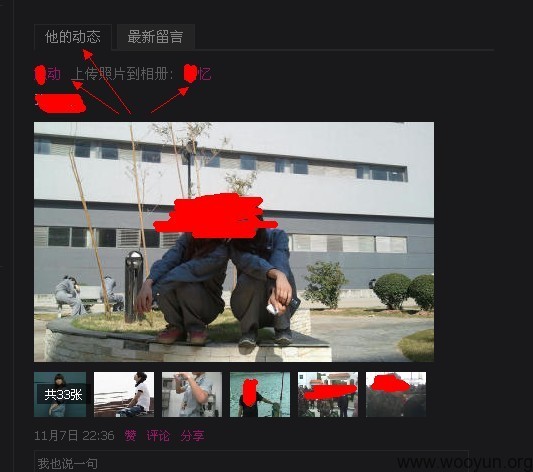 他的动态 最新留言
动 上传照片到相册： 忆
共33张
11月7日 22:36 赞 评论 分享
我也说一句
www.wooyun.org